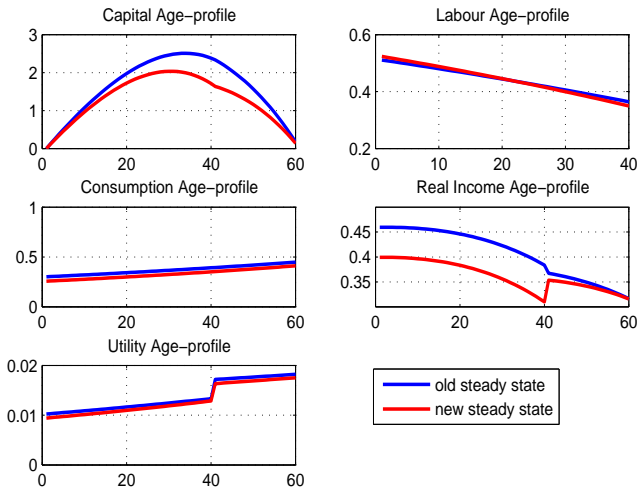 Capital Age-profile
3
2
1
0
0 20 40 60
Labour Age-profile
0.6
0.4
0.2
0 10 20 30 40
Consumption Age-profile
1
0.5
0
0 20 40 60
Real Income Age-profile
0.45
0.4
0.35
0 20 40 60
Utility Age-profile
0.02
0.01
0
0 20 40 60
old steady state
new steady state